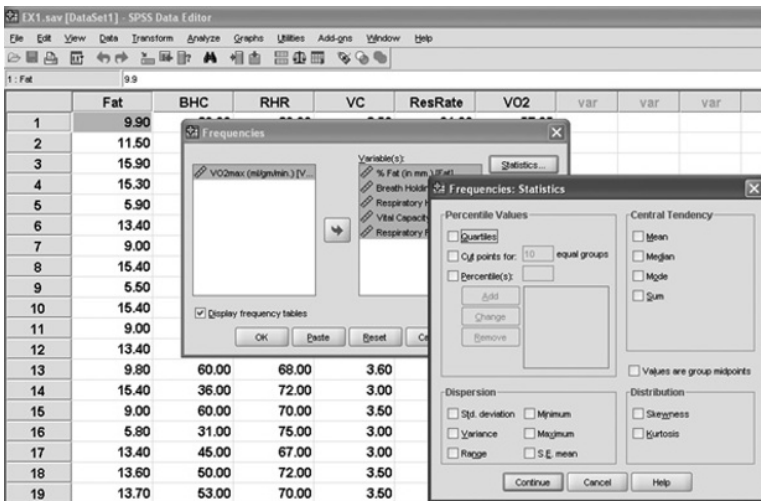 EX1.sav [DataSet1] - SPSS Data Editor
File Edit View Data Transform Analyze Graphs Utilities Add-ons Window Help
1 : Fat 9.9
Fat BHC RHR VC ResRate VO2 var var var
1 9.90
2 11.50
3 15.90
4 15.30
5 5.90
6 13.40
7 9.00
8 15.40
9 5.50
10 15.40
11 9.00
12 13.40
13 9.80 60.00 68.00 3.60
14 15.40 36.00 72.00 3.00
15 9.00 60.00 70.00 3.50
16 5.80 31.00 75.00 3.00
17 13.40 45.00 67.00 3.00
18 13.60 50.00 72.00 3.50
19 13.70 53.00 70.00 3.50
Frequencies
VO2max (ml/gm/min.) [V...
Variable(s):
% Fat (in mm.) [Fat]
Breath Holdin
Respiratory
Vital Capacity
Respiratory
Statistics...
Display frequency tables
OK Paste Reset
Frequencies: Statistics
Percentile Values
Quartiles
Cut points for: 10 equal groups
Percentile(s):
Add
Change
Remove
Central Tendency
Mean
Median
Mode
Sum
Values are group midpoints
Dispersion
Std. deviation Minimum
Variance Maximum
Range S.E. mean
Distribution
Skewness
Kurtosis
Continue Cancel Help